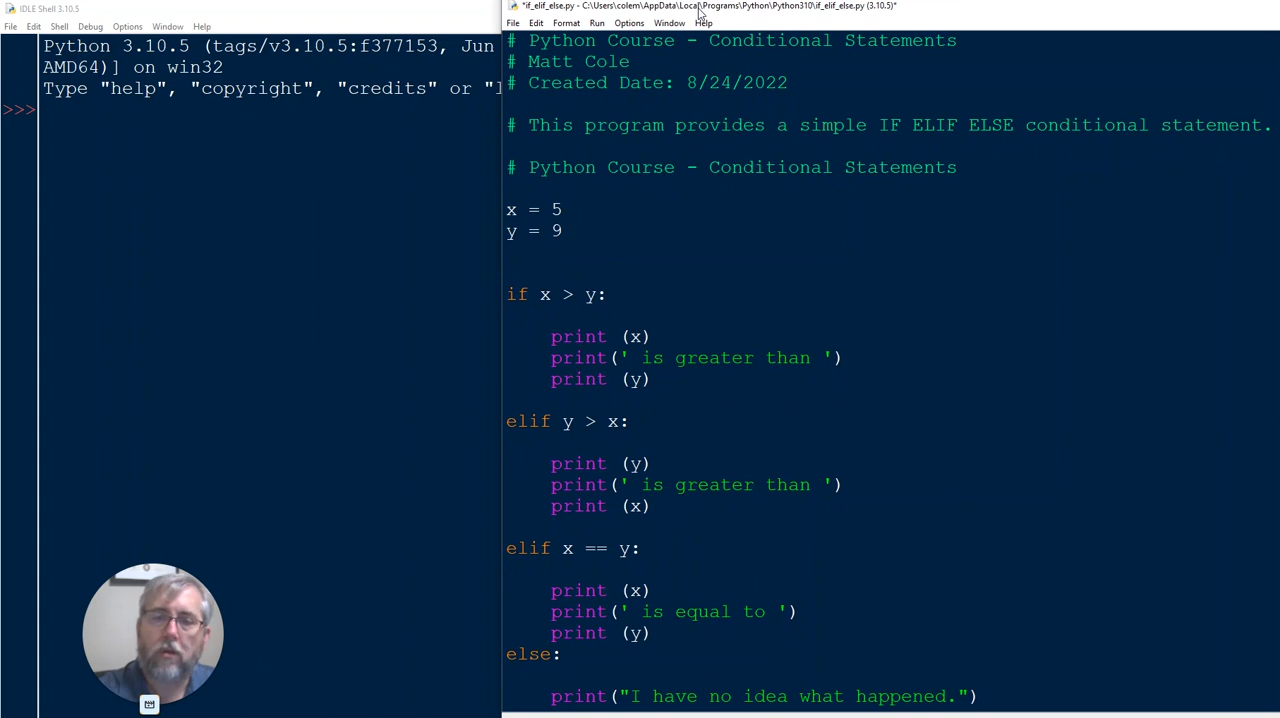 IDLE Shell 3.10.5
File Edit Shell Debug Options Window Help
Python 3.10.5 (tags/v3.10.5:f377153, Jun
AMD64)] on win32
Type "help", "copyright", "credits" or "l
>>>
*if_elif_else.py - C:\Users\colem\AppData\Local\Programs\Python\Python310\if_elif_else.py (3.10.5)*
File Edit Format Run Options Window Help
# Python Course - Conditional Statements
# Matt Cole
# Created Date: 8/24/2022
# This program provides a simple IF ELIF ELSE conditional statement.
# Python Course - Conditional Statements
x = 5
y = 9
if x > y:
print (x)
print(' is greater than ')
print (y)
elif y > x:
print (y)
print(' is greater than ')
print (x)
elif x == y:
print (x)
print(' is equal to ')
print (y)
else:
print("I have no idea what happened.")